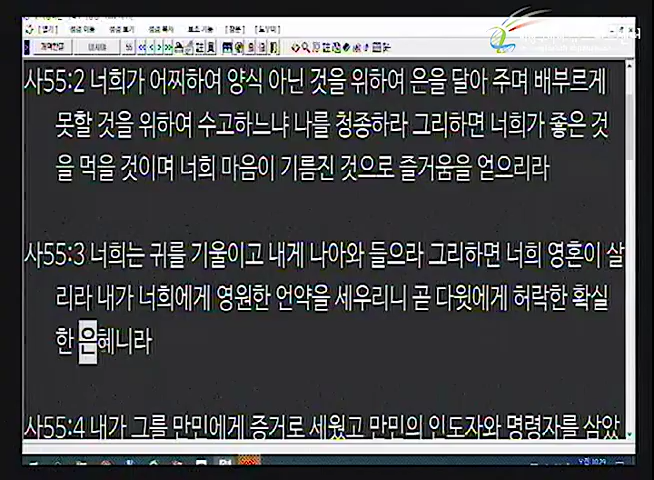 사55:2 너희가 어찌하여 양식 아닌 것을 위하여 은을 달아 주며 배부르게
못할 것을 위하여 수고하느냐 나를 청종하라 그리하면 너희가 좋은 것
을 먹을 것이며 너희 마음이 기름진 것으로 즐거움을 얻으리라
사55:3 너희는 귀를 기울이고 내게 나아와 들으라 그리하면 너희 영혼이 살
리라 내가 너희에게 영원한 언약을 세우리니 곧 다윗에게 허락한 확실
한 은혜니라
사55:4 내가 그를 만민에게 증거로 세웠고 만민의 인도자와 명령자를 삼았